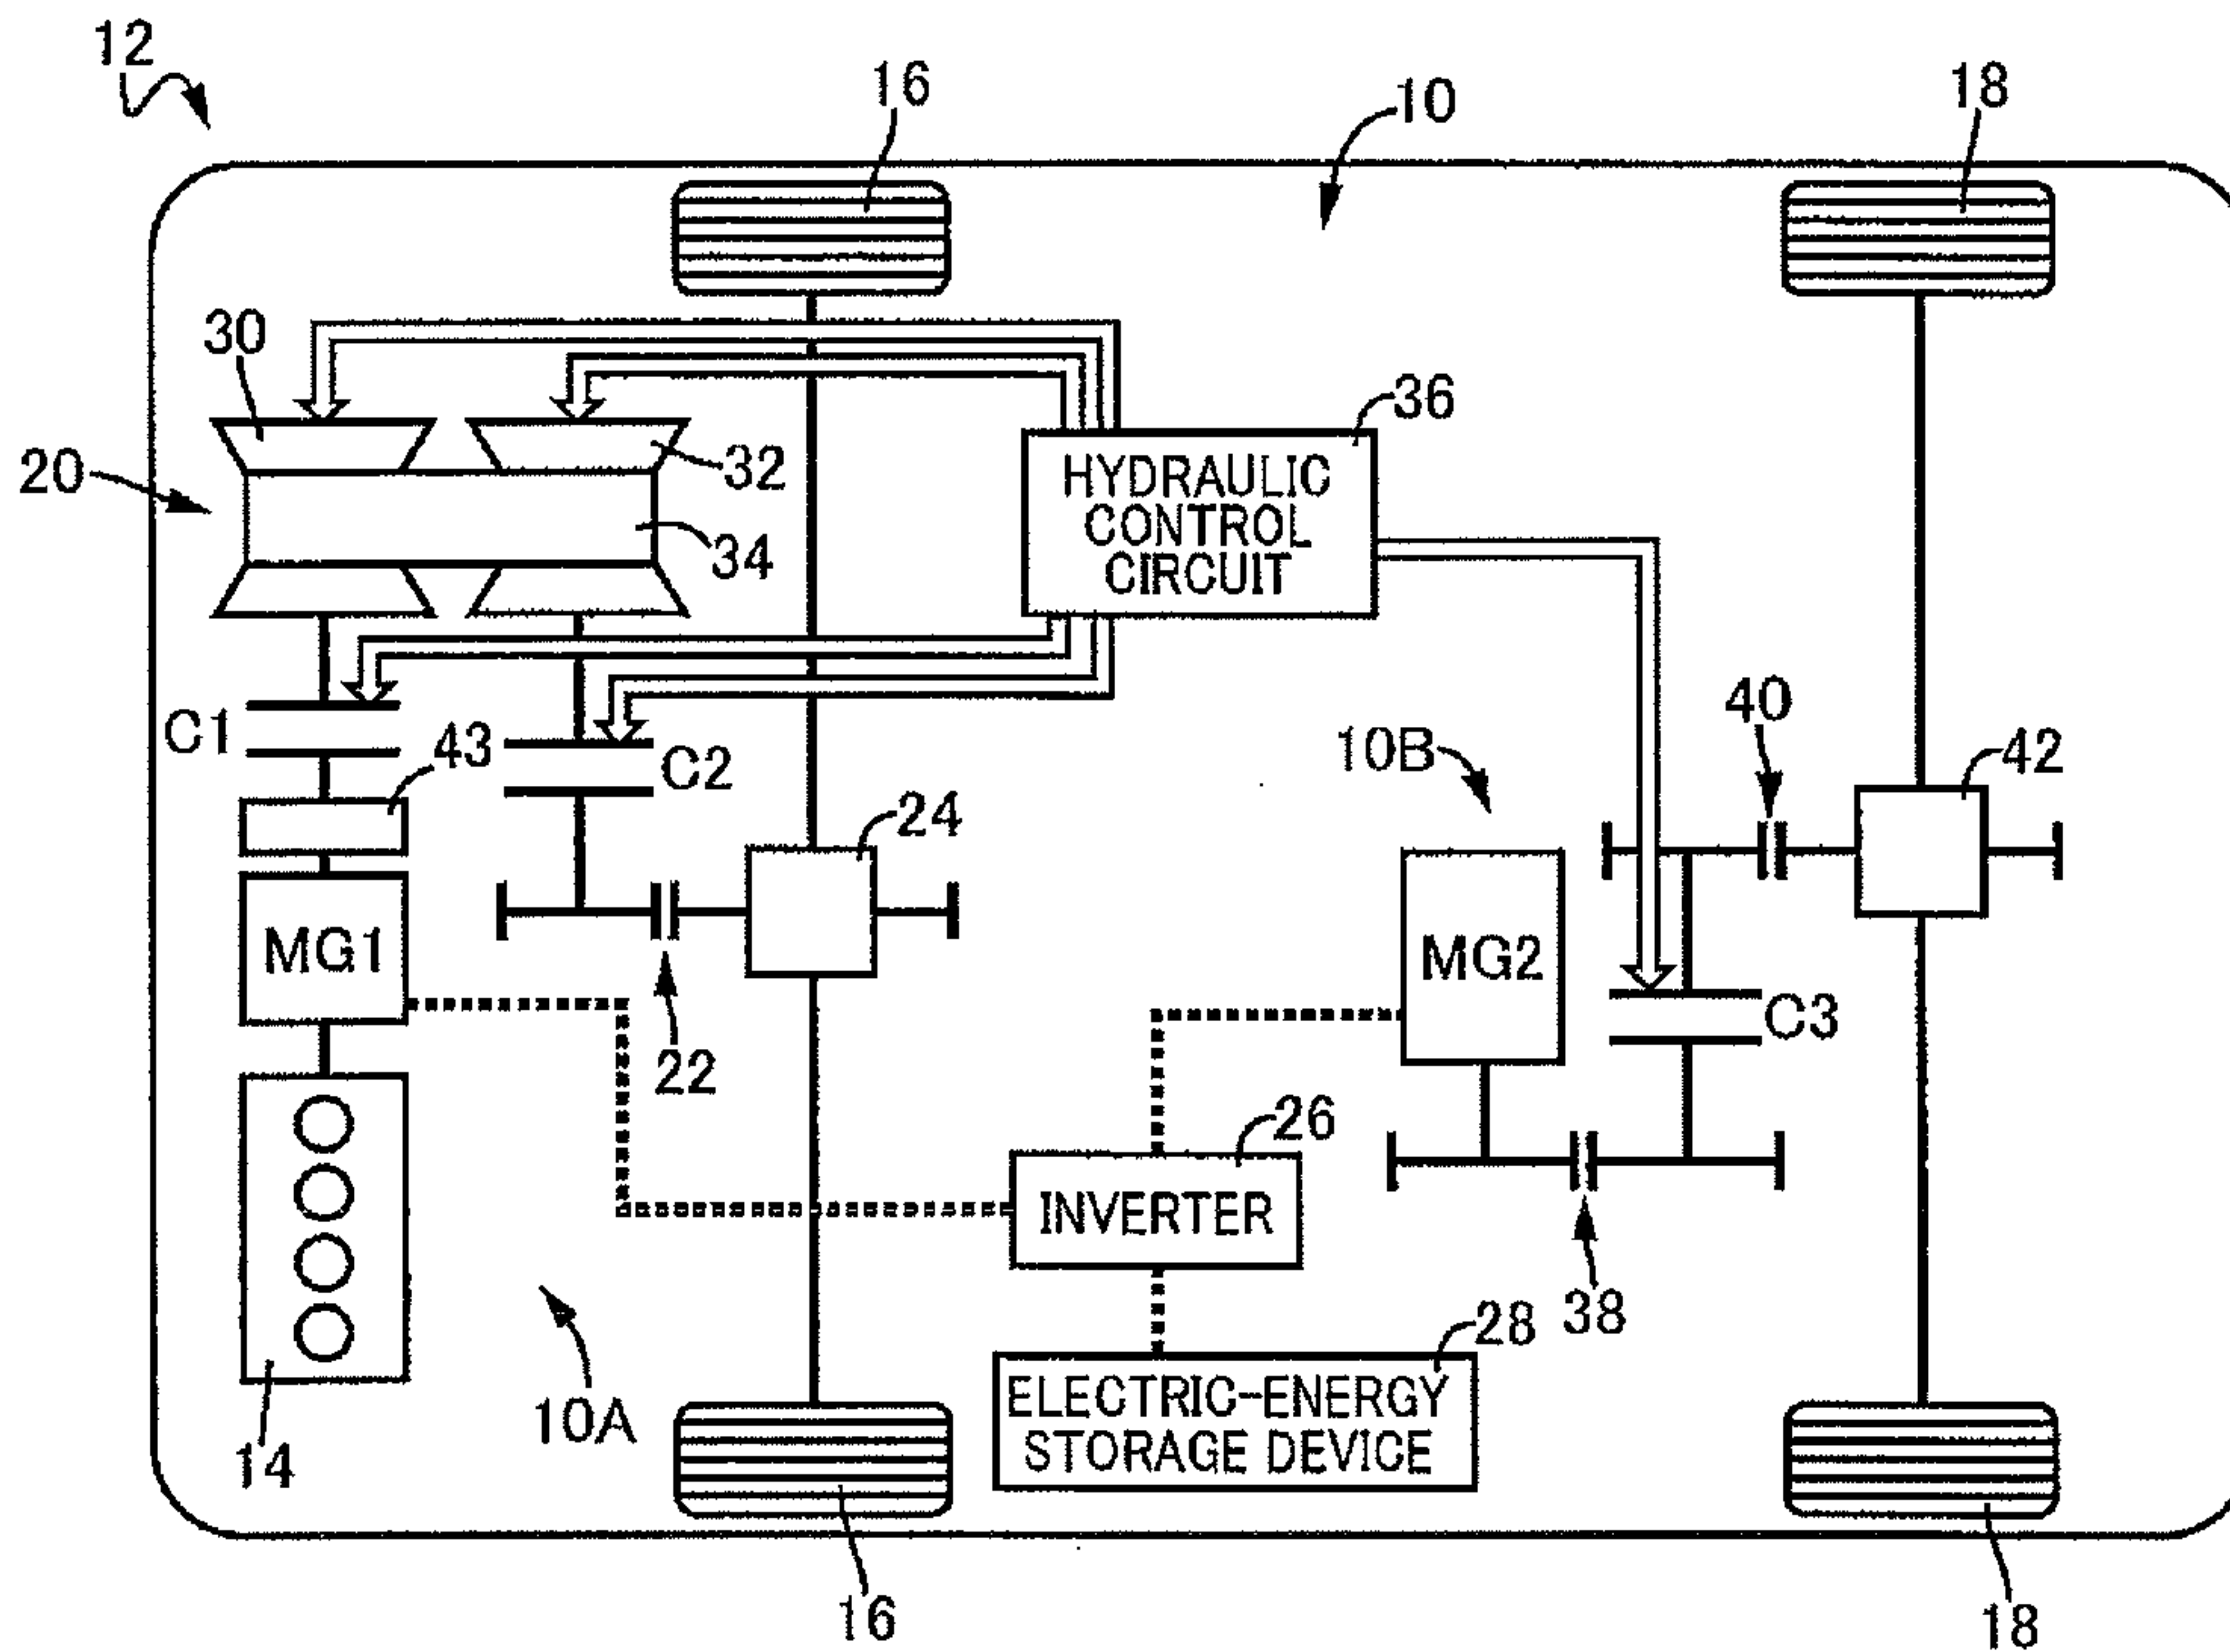 12
16
10
18
30
36
20
32
HYDRAULIC
CONTROL
CIRCUIT
34
C1
43
C2
10B
40
42
24
MG1
MG2
C3
22
26
INVERTER
38
28
ELECTRIC-ENERGY
STORAGE DEVICE
10A
14
16
18